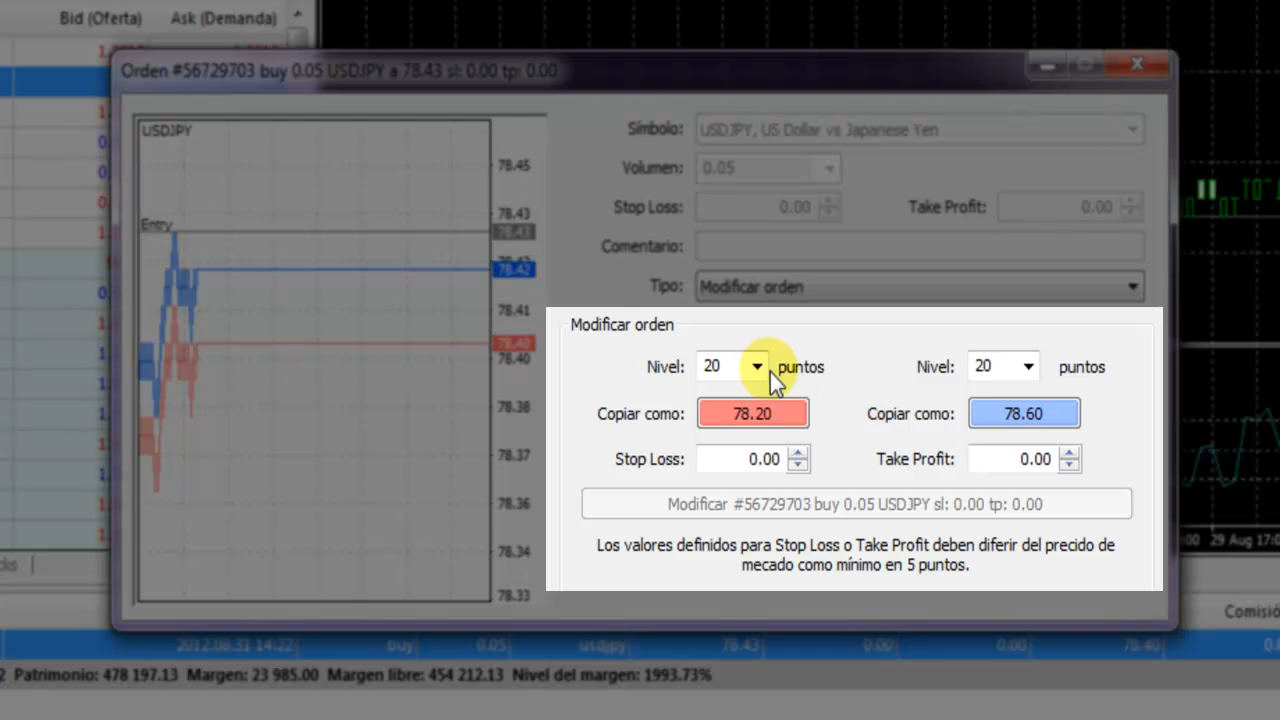 Bid (Oferta) Ask (Demanda)
Orden #56729703 buy 0.05 USDJPY a 78.43 sl: 0.00 tp: 0.00
USDJPY
Entry
78.45
78.43
78.43
78.42
78.41
78.40
78.40
78.38
78.37
78.36
78.34
78.33
Símbolo: USDJPY, US Dollar vs Japanese Yen
Volumen: 0.05
Stop Loss: 0.00 Take Profit: 0.00
Comentario:
Tipo: Modificar orden
Modificar orden
Nivel: 20 puntos Nivel: 20 puntos
Copiar como: 78.20 Copiar como: 78.60
Stop Loss: 0.00 Take Profit: 0.00
Modificar #56729703 buy 0.05 USDJPY sl: 0.00 tp: 0.00
Los valores definidos para Stop Loss o Take Profit deben diferir del precido de
mecado como mínimo en 5 puntos.
29 Aug 17:0
Comisió
2012.08.31 14:22 buy 0.05 usdjpy 78.43 0.00 0.00 78.40
2 Patrimonio: 478 197.13 Margen: 23 985.00 Margen libre: 454 212.13 Nivel del margen: 1993.73%